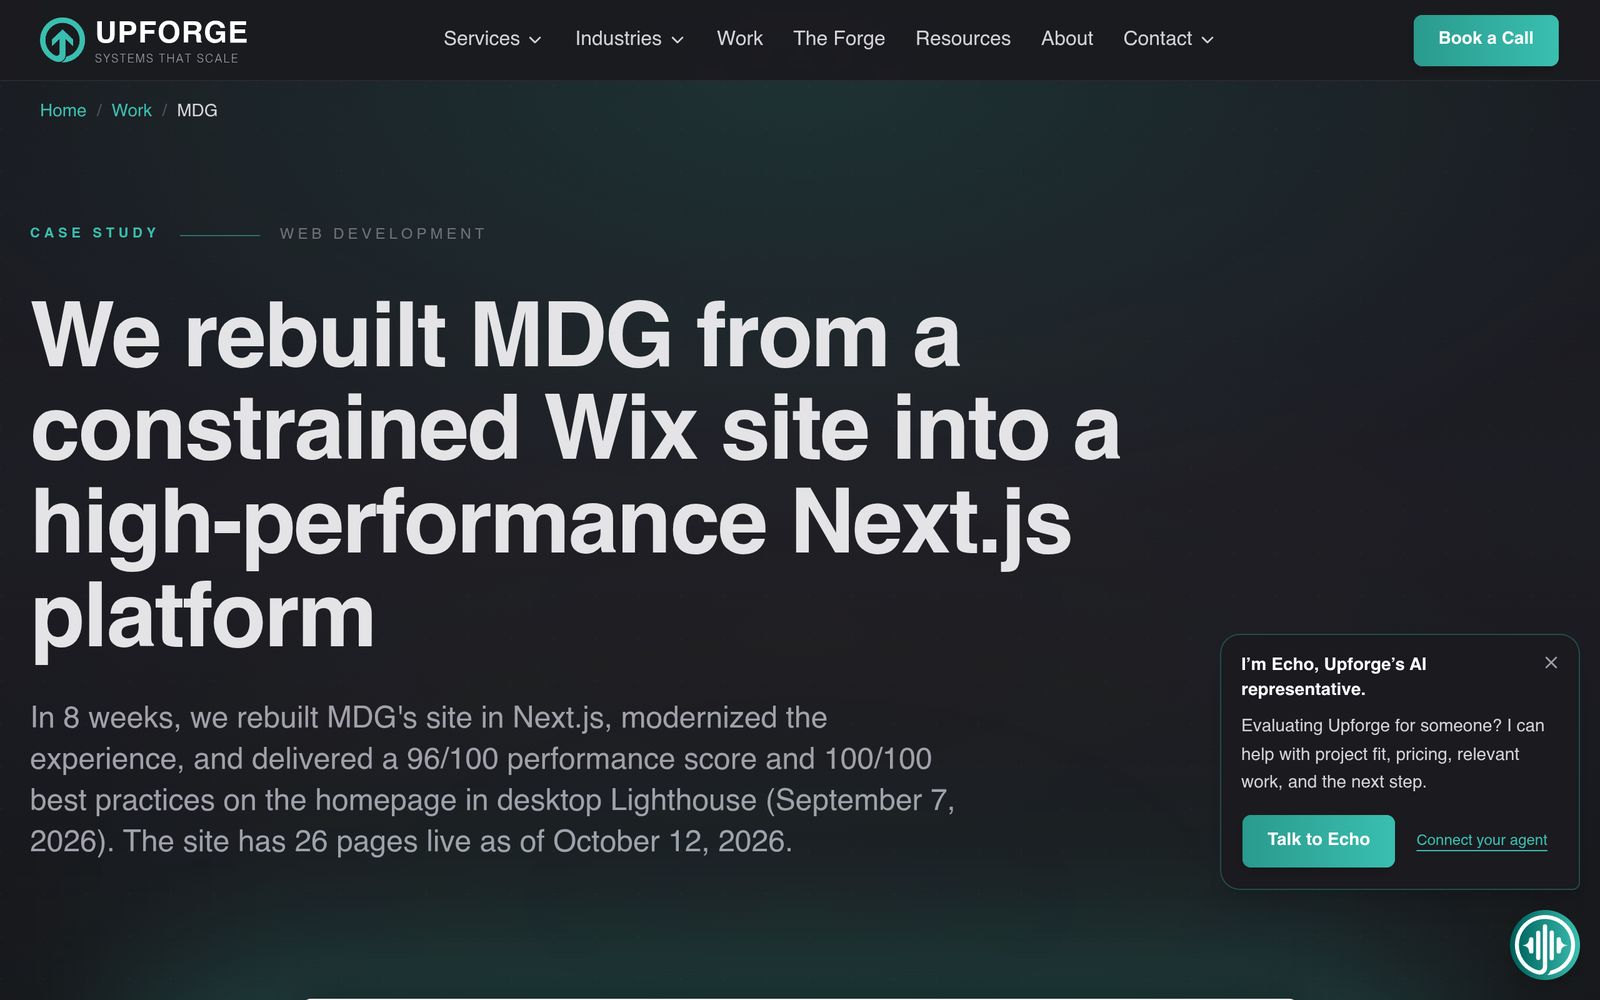 UPFORGE
SYSTEMS THAT SCALE
Services
Industries
Work
The Forge
Resources
About
Contact
Book a Call
Home / Work / MDG
CASE STUDY
WEB DEVELOPMENT
We rebuilt MDG from a
constrained Wix site into a
high-performance Next.js
platform
In 8 weeks, we rebuilt MDG's site in Next.js, modernized the
experience, and delivered a 96/100 performance score and 100/100
best practices on the homepage in desktop Lighthouse (September 7,
2026). The site has 26 pages live as of October 12, 2026.
I’m Echo, Upforge’s AI
representative.
Evaluating Upforge for someone? I can
help with project fit, pricing, relevant
work, and the next step.
Talk to Echo
Connect your agent